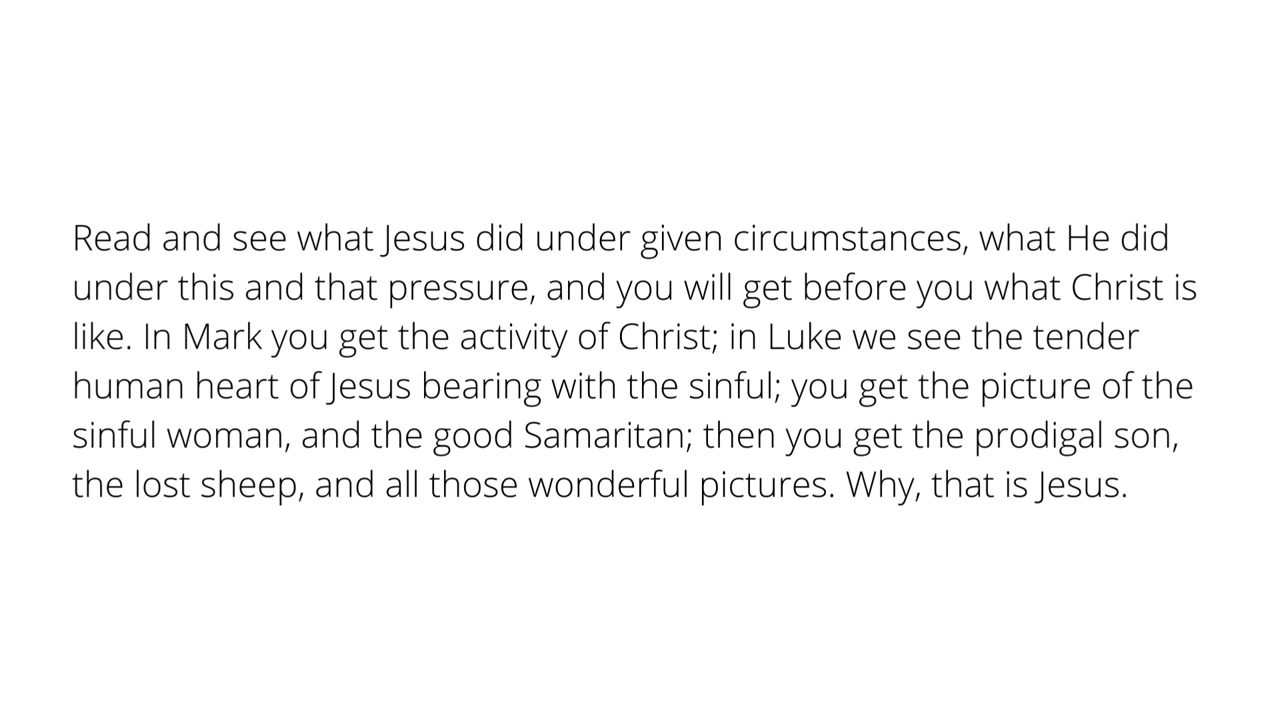 Read and see what Jesus did under given circumstances, what He did
under this and that pressure, and you will get before you what Christ is
like. In Mark you get the activity of Christ; in Luke we see the tender
human heart of Jesus bearing with the sinful; you get the picture of the
sinful woman, and the good Samaritan; then you get the prodigal son,
the lost sheep, and all those wonderful pictures. Why, that is Jesus.